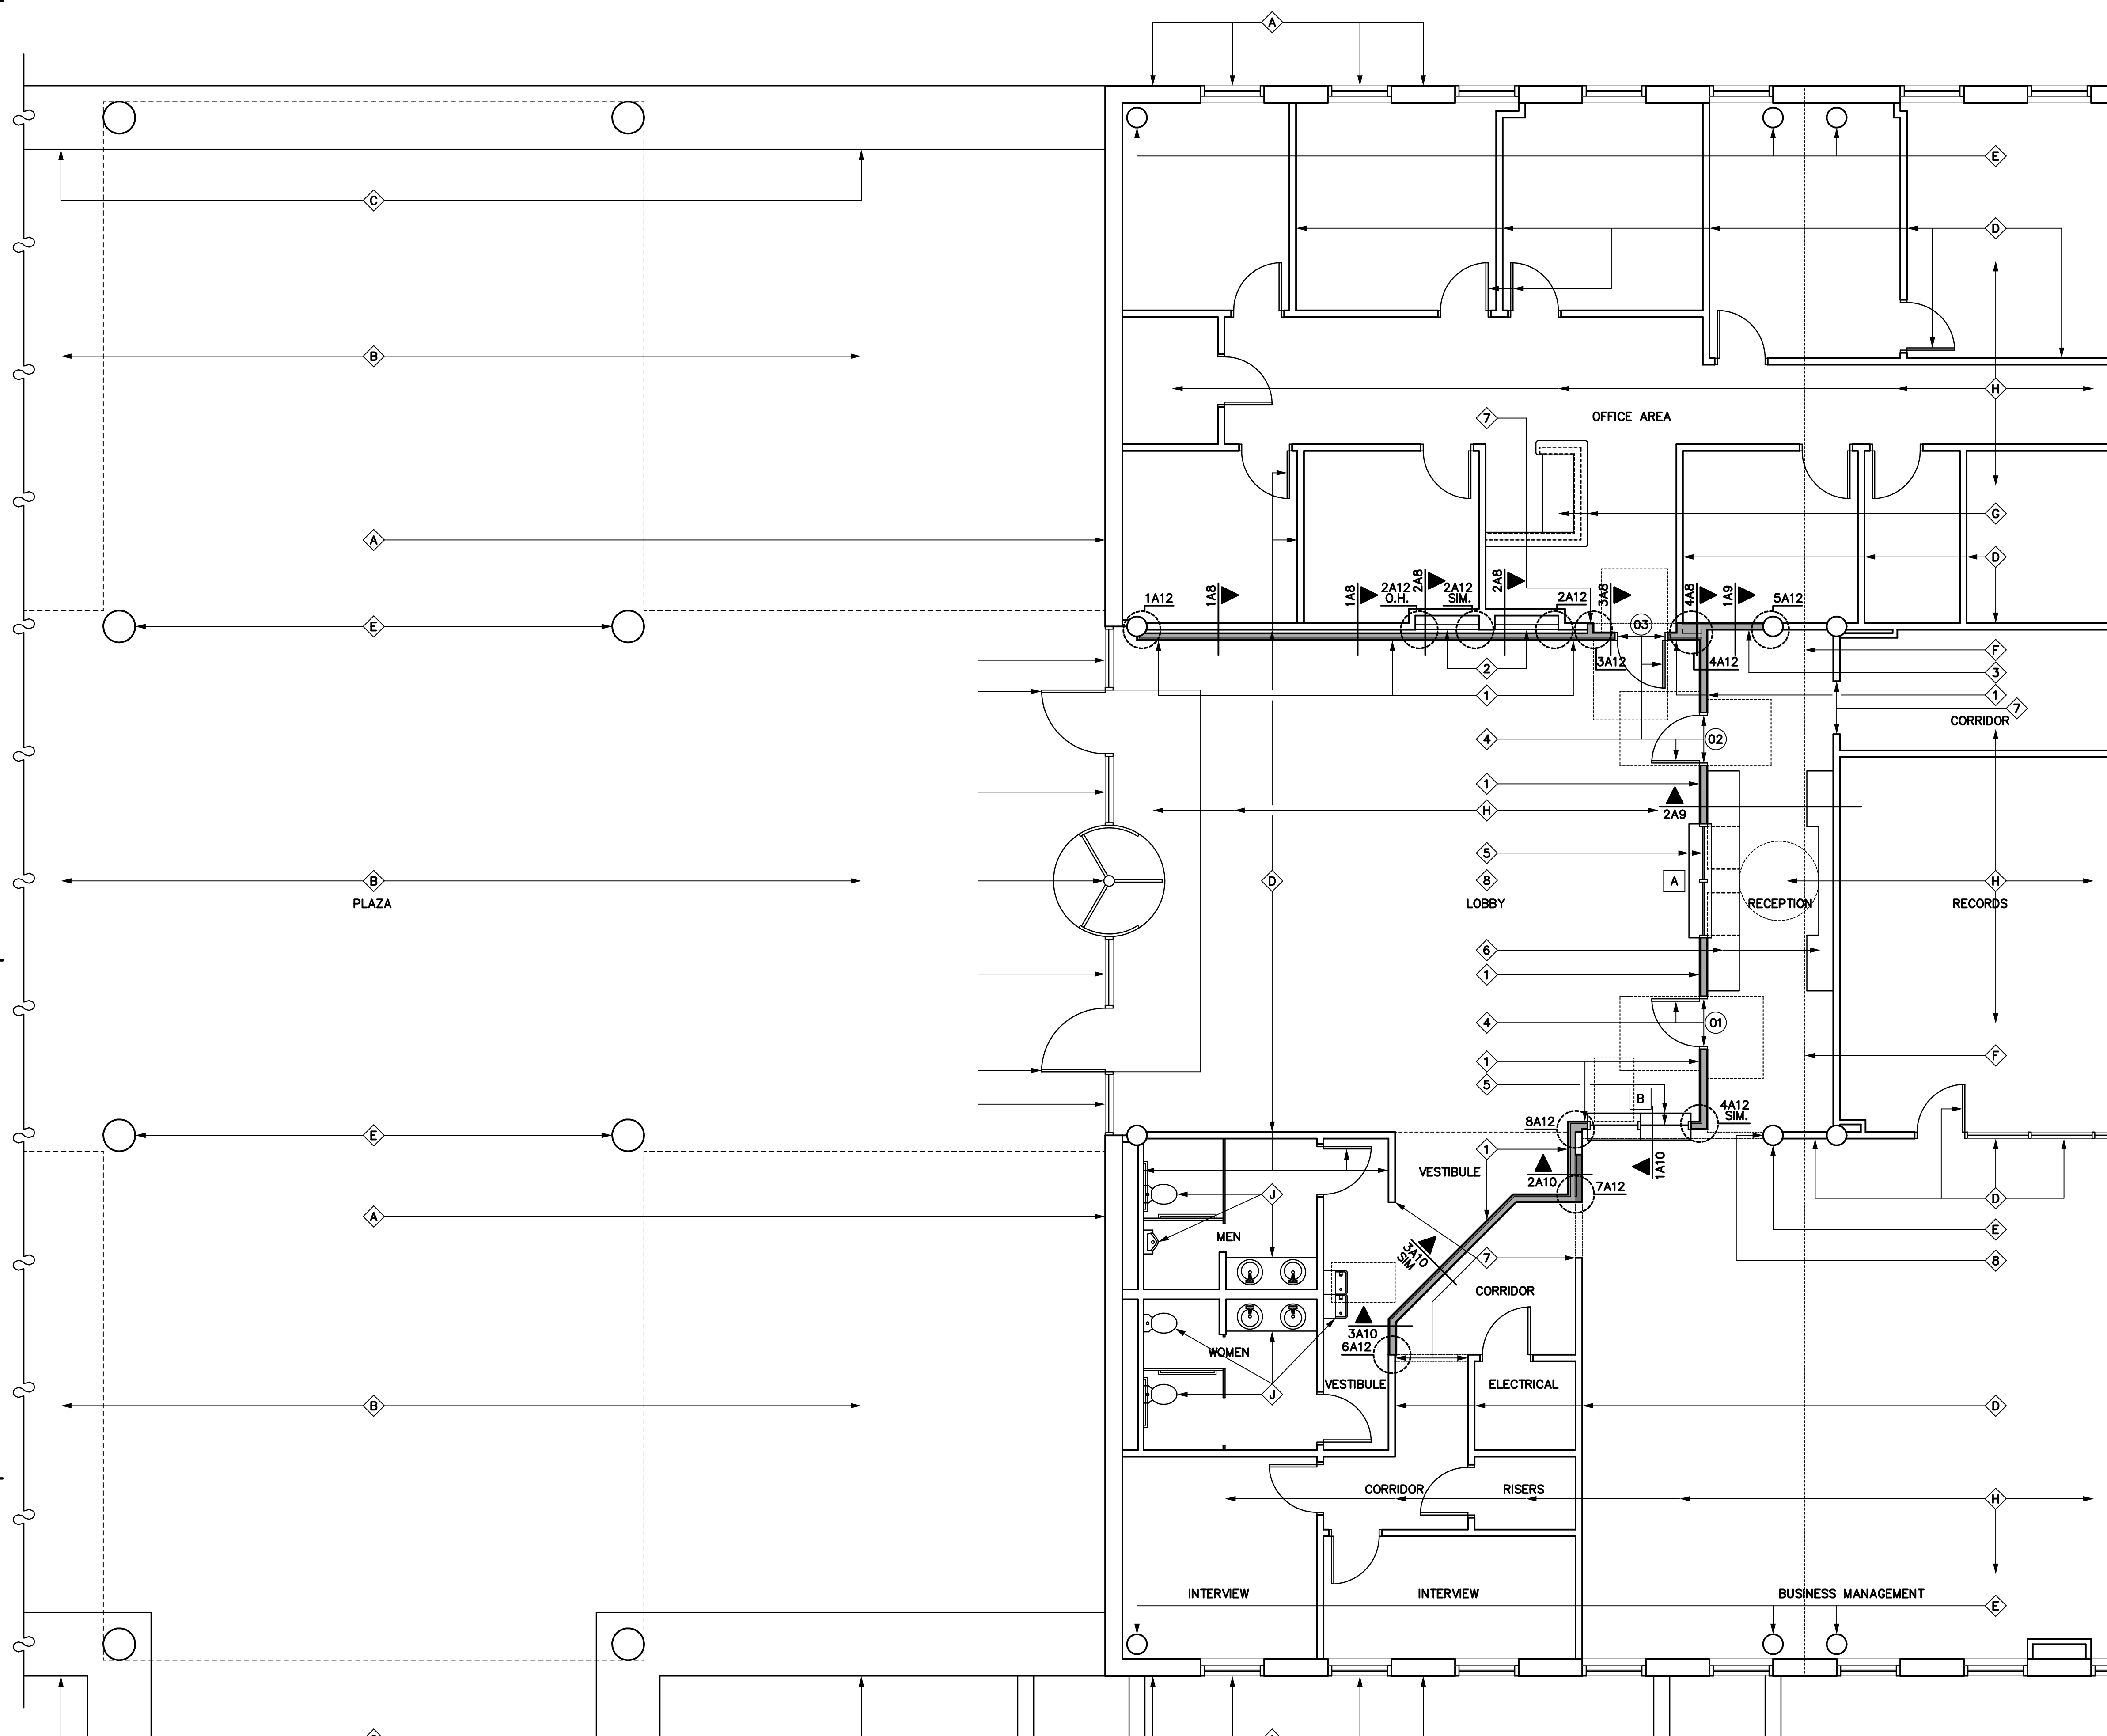 A
E
C
D
B
H
7
OFFICE AREA
G
A
D
1A12
1A8
1A8
2A12
O.H.
2A8
2A12
SIM.
2A8
2A12
3A8
4A8
1A9
5A12
E
03
F
3A12
4A12
2
3
1
1
7
CORRIDOR
4
02
1
H
2A9
5
B
D
8
A
H
PLAZA
LOBBY
RECEPTION
RECORDS
6
1
4
01
F
1
5
B
4A12
SIM.
8A12
E
1
VESTIBULE
1A10
J
2A10
7A12
D
A
MEN
E
3A10
SIM
7
8
CORRIDOR
3A10
6A12
WOMEN
VESTIBULE
ELECTRICAL
J
B
D
CORRIDOR
RISERS
H
INTERVIEW
INTERVIEW
BUSINESS MANAGEMENT
E